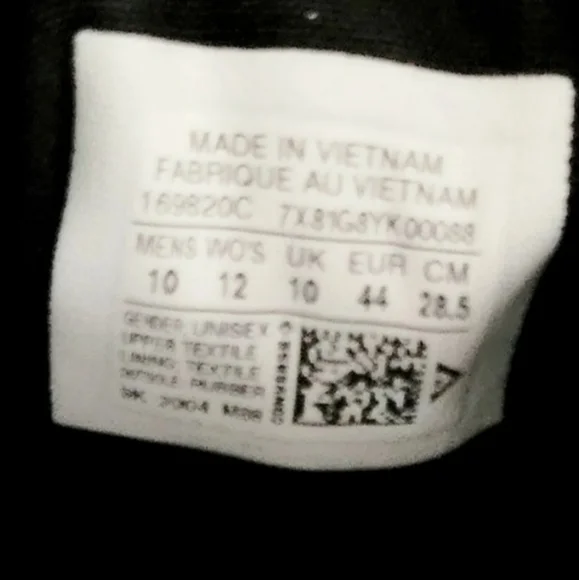 MADE IN VIETNAM
FABRIQUE AU VIETNAM
169820C 7X81G8YK00088
MENS WO'S UK EUR CM
10 12 10 44 28.5
GENDER: UNISEX
UPPER TEXTILE
LINING TEXTILE
OUTSOLE RUBBER